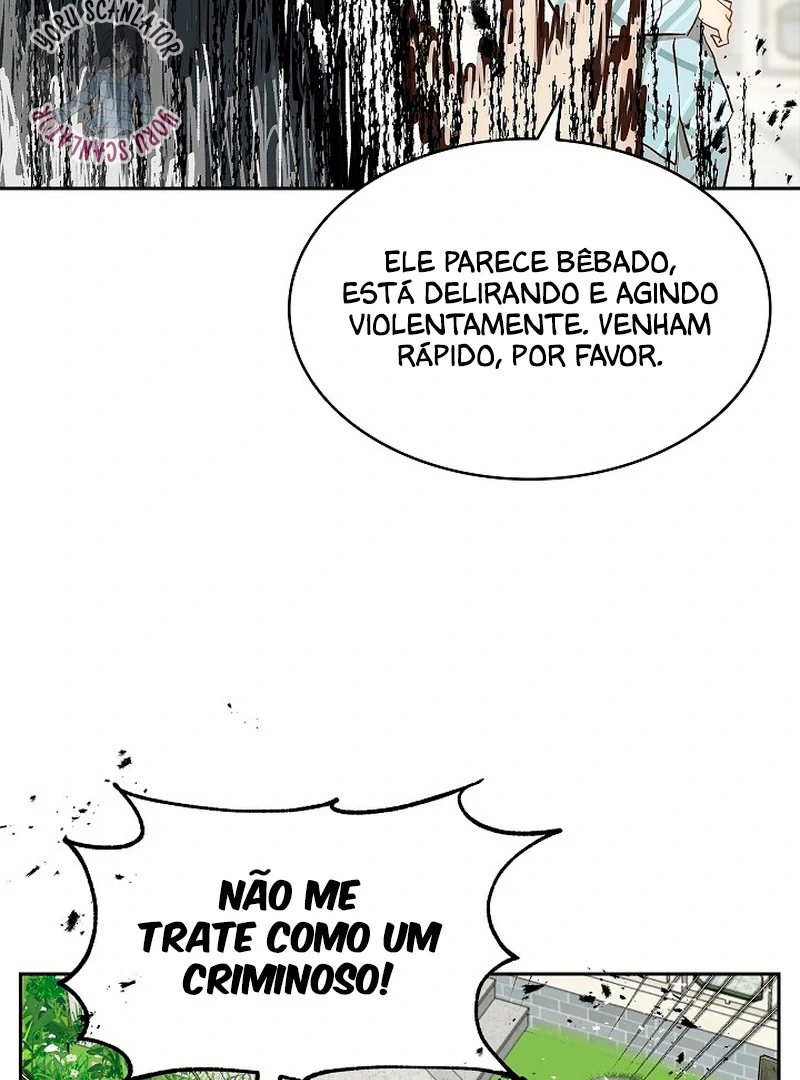 YORU SCANLATOR
YORU SCANLATOR
ELE PARECE BÊBADO,
ESTÁ DELIRANDO E AGINDO
VIOLENTAMENTE. VENHAM
RÁPIDO, POR FAVOR.
NÃO ME
TRATE COMO UM
CRIMINOSO!